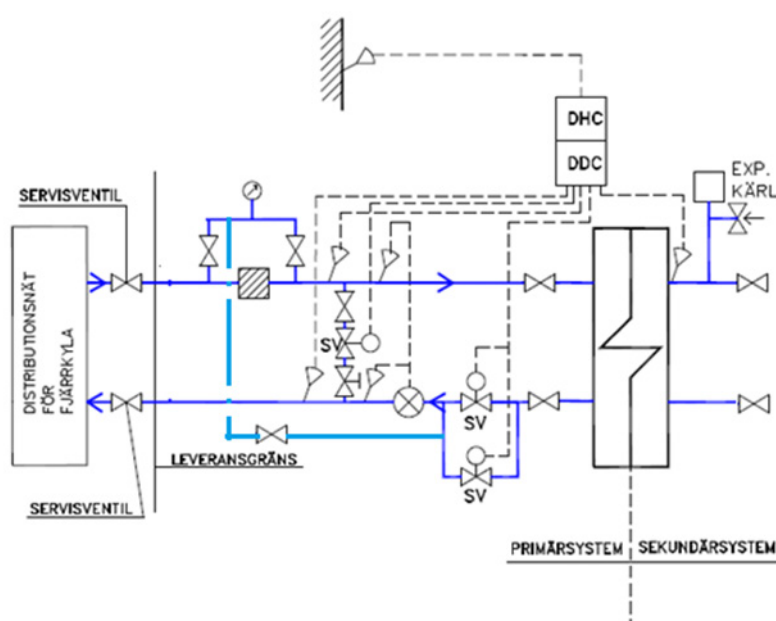 DHC
DDC
EXP.
KÄRL
SERVISVENTIL
DISTRIBUTIONSNÄT
FÖR
FJÄRRKYLA
SV
SV
LEVERANSGRÄNS
SV
SERVISVENTIL
PRIMÄRSYSTEM
SEKUNDÄRSYSTEM